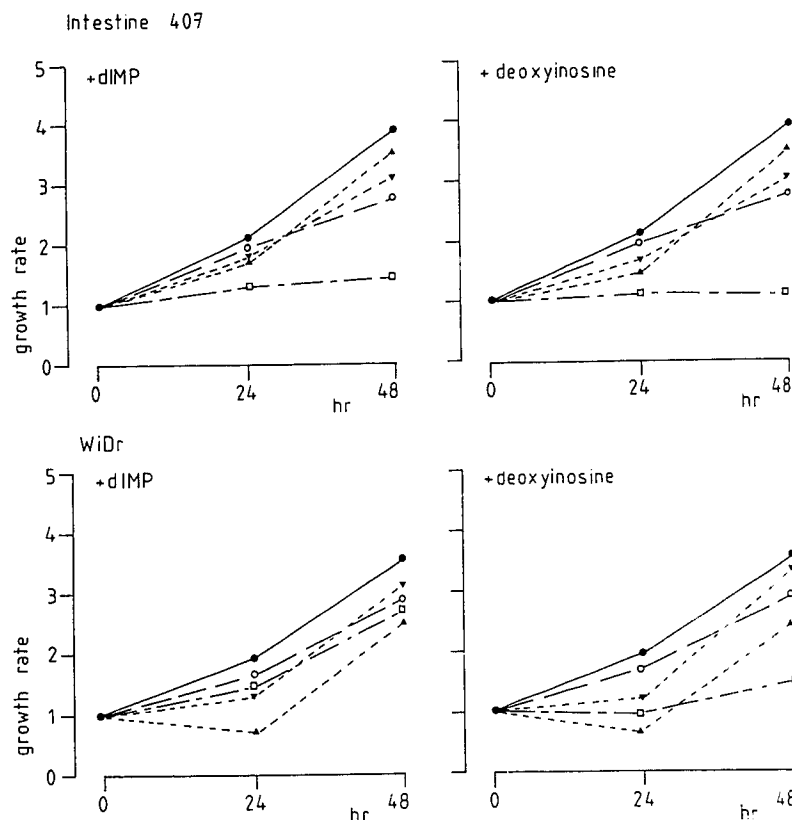 Intestine 407
+dIMP
+ deoxyinosine
5
4
3
2
1
0
growth rate
0
24
48
hr
0
24
48
hr
WiDr
+dIMP
+deoxyinosine
5
4
3
2
1
0
growth rate
0
24
48
hr
0
24
48
hr